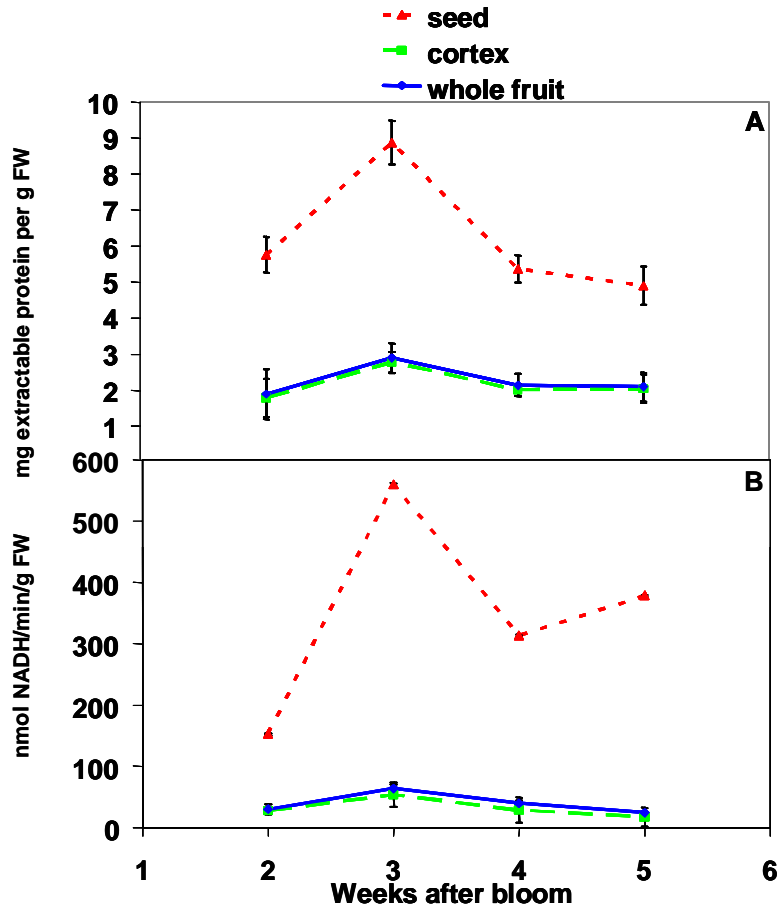 seed
cortex
whole fruit
A
10
9
8
7
6
5
4
3
2
1
mg extractable protein per g FW
B
600
500
400
300
200
100
0
nmol NADH/min/g FW
1 2 3 4 5 6
Weeks after bloom